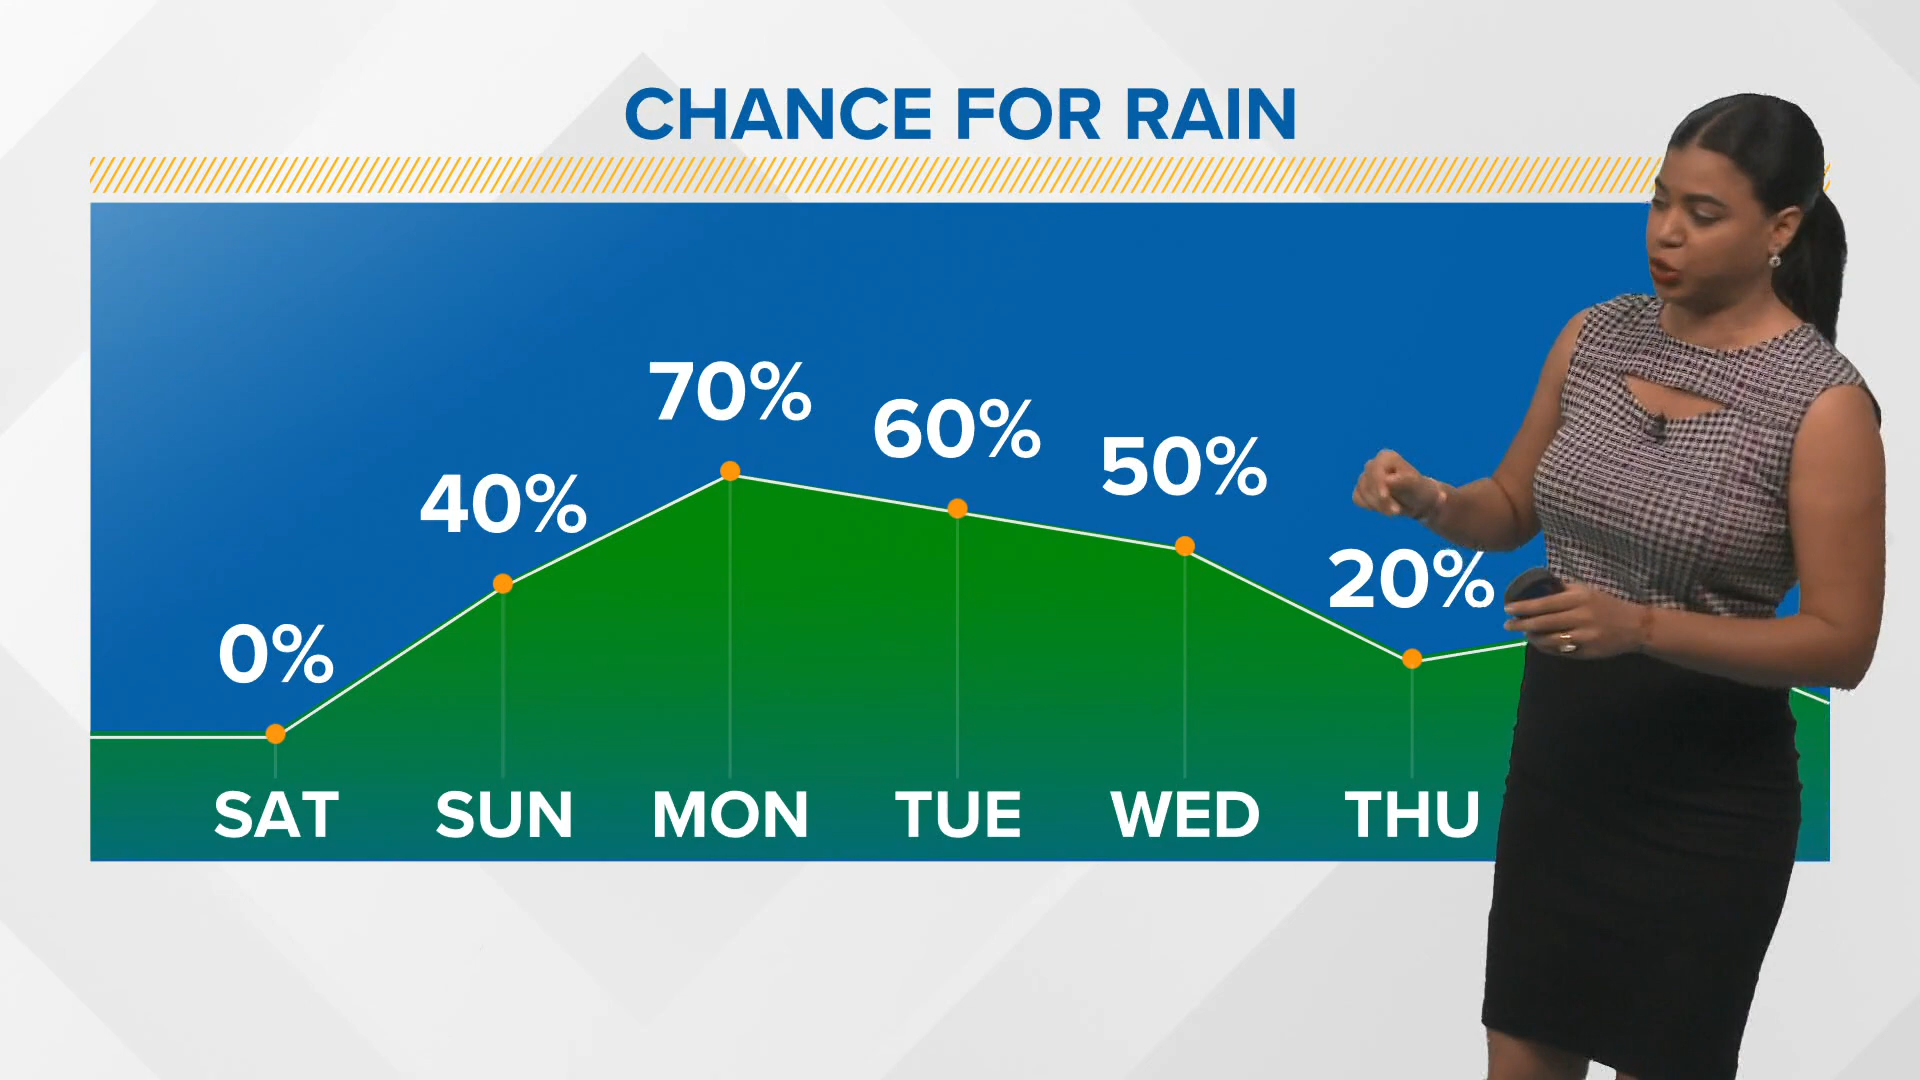 CHANCE FOR RAIN
0%
40%
70%
60%
50%
20%
SAT
SUN
MON
TUE
WED
THU